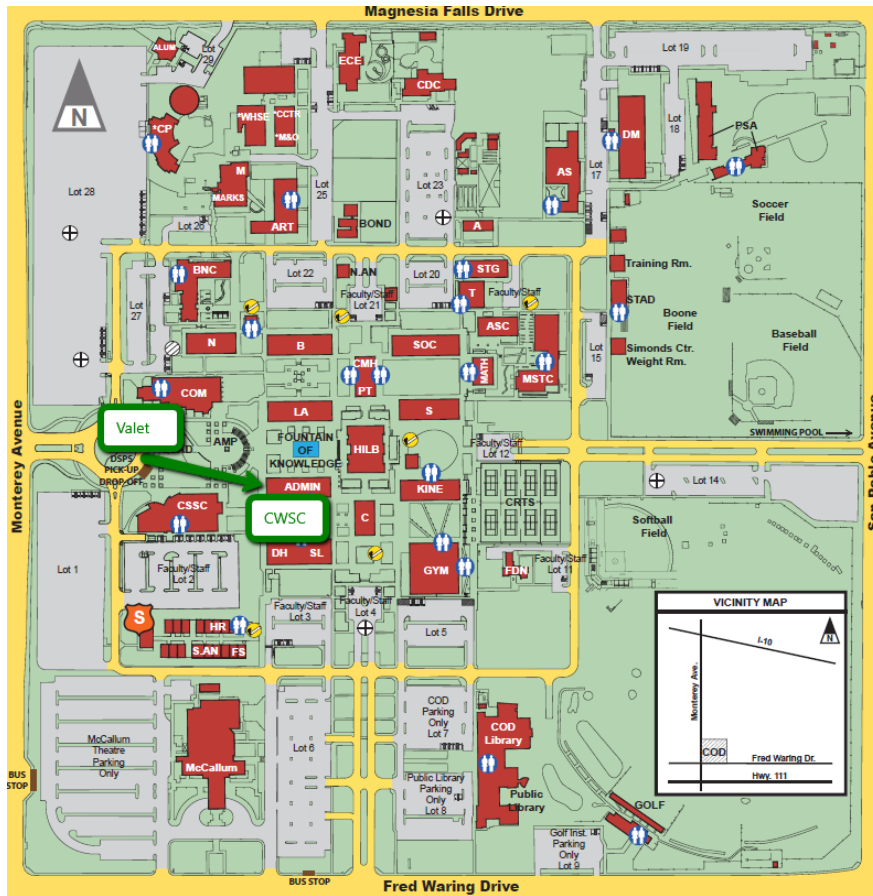 Magnesia Falls Drive
ALUM
Lot
29
ECE
CDC
Lot 19
N
*CP
*WHSE
*CCTR
*M&O
DM
Lot
18
PSA
Lot 28
M
MARKS
Lot
25
Lot
23
AS
Lot
17
Soccer
Field
Lot 26
ART
BOND
A
BNC
Lot 22
N.AN
Lot 20
STG
Training Rm.
Faculty/Staff
Lot 21
T
Faculty/Staff
STAD
Lot
27
ASC
Boone
Field
Baseball
Field
N
B
SOC
Lot
15
Simonds Ctr.
Weight Rm.
CMH
PT
MATH
MSTC
COM
LA
S
Valet
AMP
FOUNTAIN
OF
KNOWLEDGE
HILB
Faculty/Staff
Lot 12
SWIMMING POOL
Monterey Avenue
San Pablo Avenue
DSPS
PICK-UP
DROP-OFF
ADMIN
KINE
Lot 14
CWSC
CSSC
C
CRTS
Softball
Field
Lot 1
Faculty/Staff
Lot 2
DH
SL
GYM
FDN
Faculty/Staff
Lot 11
S
HR
Faculty/Staff
Lot 3
Faculty/Staff
Lot
4
Lot 5
VICINITY MAP
S.AN
FS
N
I-10
Monterey Ave.
COD
Fred Waring Dr.
Hwy. 111
McCallum
Theatre
Parking
Only
McCallum
Lot 6
COD
Parking
Only
Lot 7
COD
Library
Public Library
Parking
Only
Lot 8
Public
Library
GOLF
BUS
STOP
Golf Inst.
Parking
Only
Lot 9
BUS STOP
Fred Waring Drive